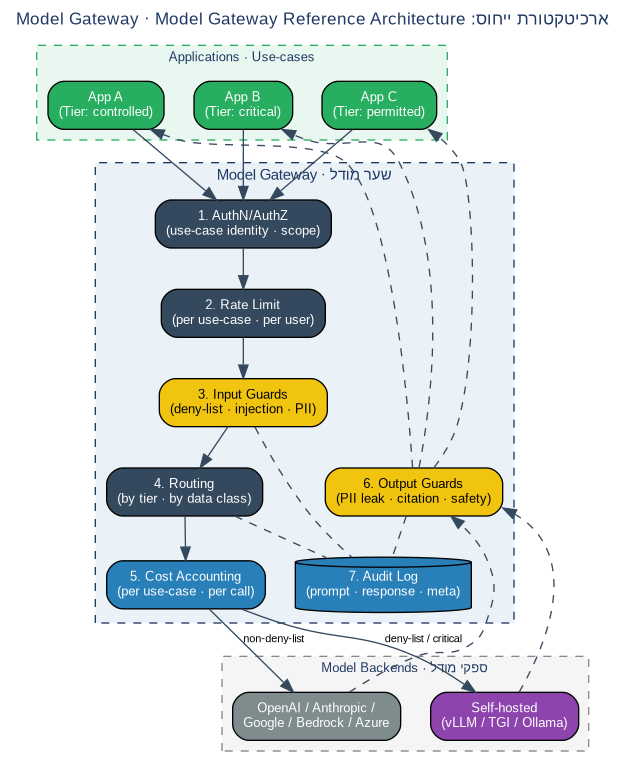 Model Gateway · Model Gateway Reference Architecture :ארכיטקטורת ייחוס
Applications · Use-cases
App A
(Tier: controlled)
App B
(Tier: critical)
App C
(Tier: permitted)
Model Gateway · שער מודל
1. AuthN/AuthZ
(use-case identity · scope)
2. Rate Limit
(per use-case · per user)
3. Input Guards
(deny-list · injection · PII)
4. Routing
(by tier · by data class)
6. Output Guards
(PII leak · citation · safety)
5. Cost Accounting
(per use-case · per call)
7. Audit Log
(prompt · response · meta)
non-deny-list
deny-list / critical
Model Backends · ספקי מודל
OpenAI / Anthropic /
Google / Bedrock / Azure
Self-hosted
(vLLM / TGI / Ollama)